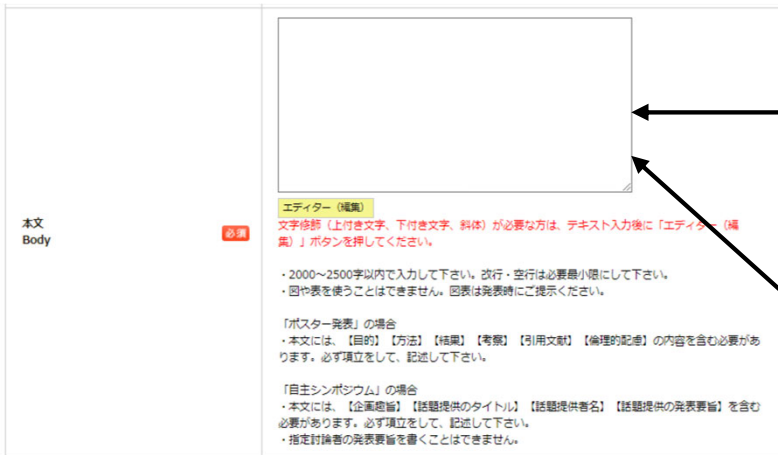 エディター（編集）
文字修飾（上付き文字、下付き文字、斜体）が必要な方は、テキスト入力後に「エディター（編
集）」ボタンを押してください。
本文
Body
必須
・2000～2500字以内で入力して下さい。改行・空行は必要最小限にして下さい。
・図や表を使うことはできません。図表は発表時にご提示ください。
「ポスター発表」の場合
・本文には、【目的】【方法】【結果】【考察】【引用文献】【倫理的配慮】の内容を含む必要があ
ります。必ず項立をして、記述して下さい。
「自主シンポジウム」の場合
・本文には、【企画趣旨】【話題提供のタイトル】【話題提供者名】【話題提供の発表要旨】を含む
必要があります。必ず項立をして、記述して下さい。
・指定討論者の発表要旨を書くことはできません。